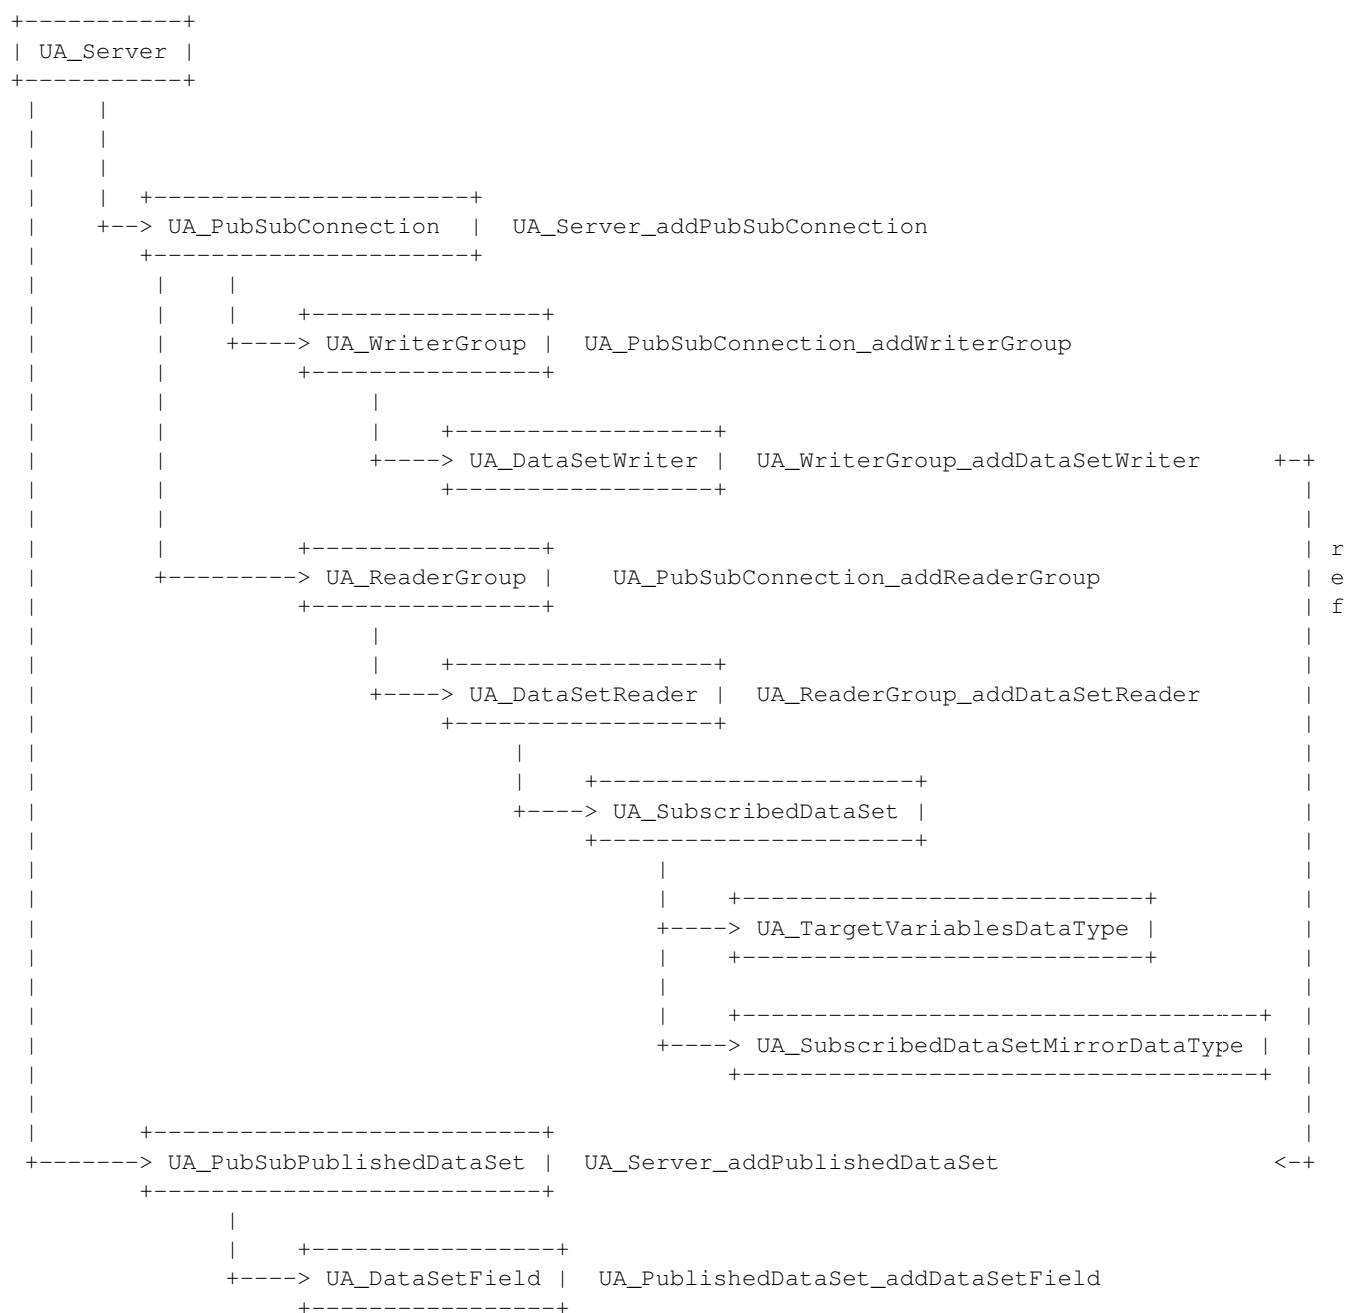 UA_Server
UA_PubSubConnection UA_Server_addPubSubConnection
UA_WriterGroup UA_PubSubConnection_addWriterGroup
UA_DataSetWriter UA_WriterGroup_addDataSetWriter
r
UA_ReaderGroup UA_PubSubConnection_addReaderGroup e
f
UA_DataSetReader UA_ReaderGroup_addDataSetReader
UA_SubscribedDataSet
UA_TargetVariablesDataType
UA_SubscribedDataSetMirrorDataType
UA_PubSubPublishedDataSet UA_Server_addPublishedDataSet
UA_DataSetField UA_PublishedDataSet_addDataSetField